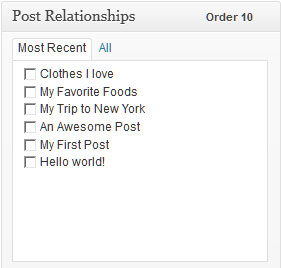 Post Relationships Order 10
Most Recent All
Clothes I love
My Favorite Foods
My Trip to New York
An Awesome Post
My First Post
Hello world!